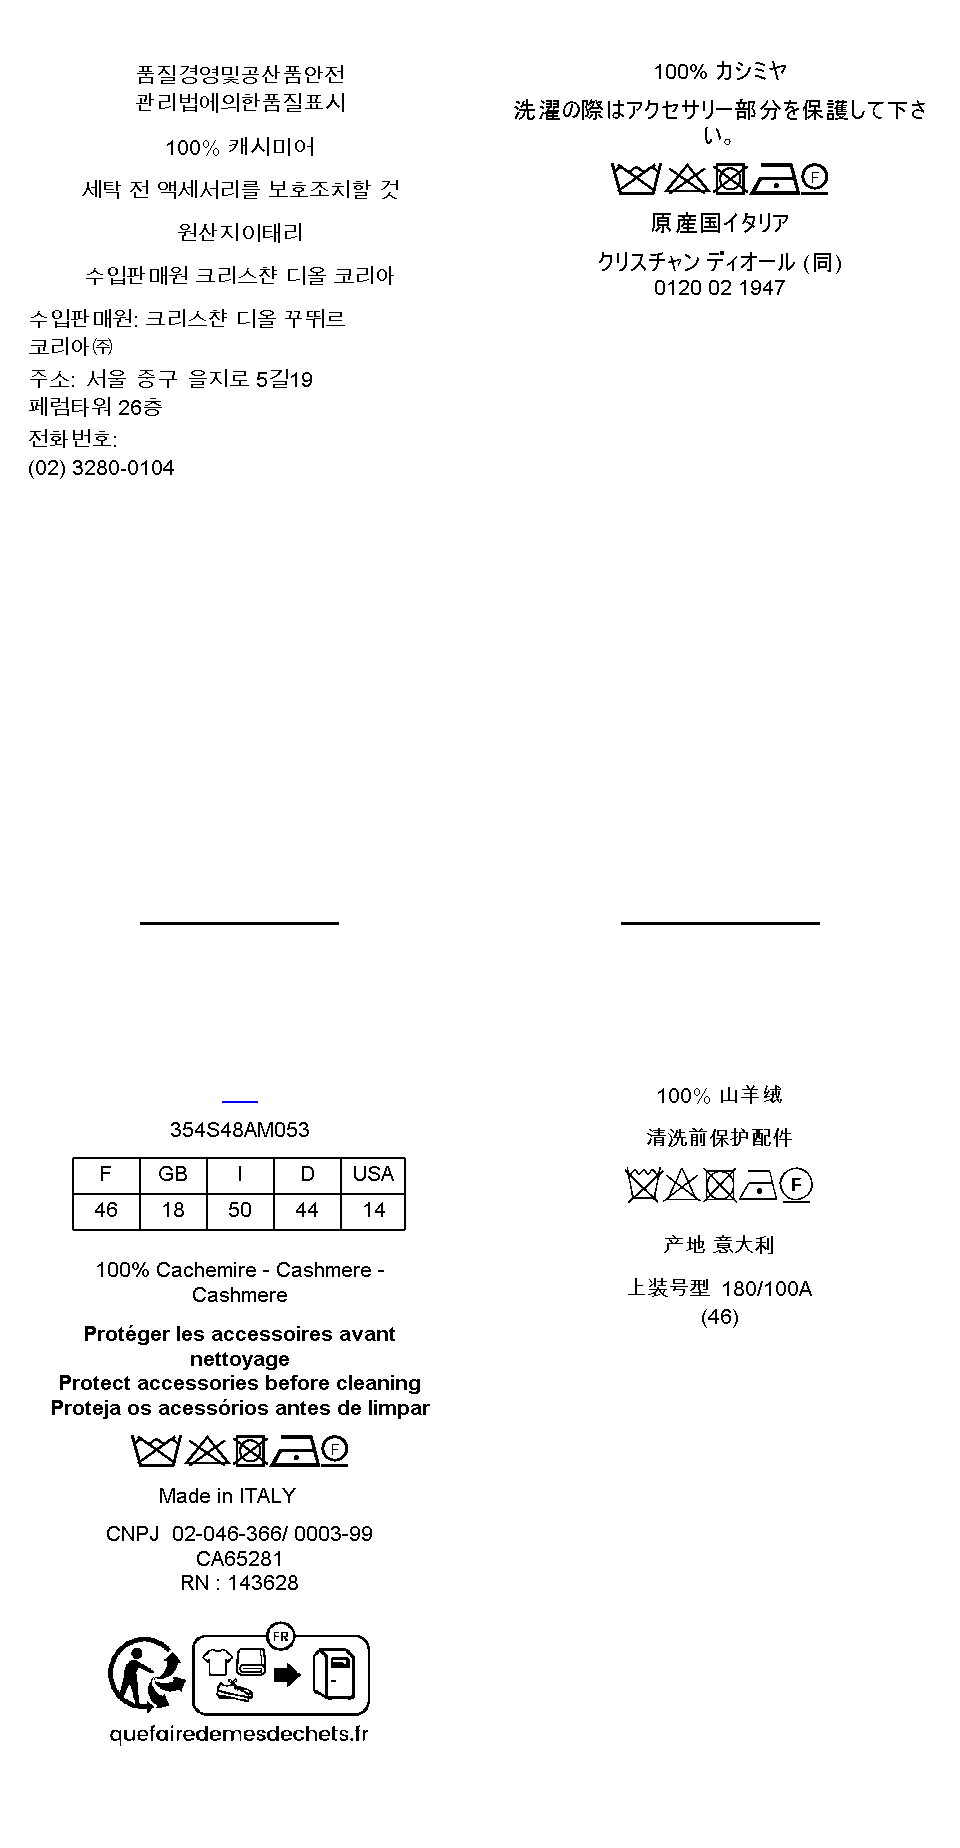 품질경영및공산품안전
관리법에의한품질표시
100% 캐시미어
세탁 전 액세서리를 보호조치할 것
원산지이태리
수입판매원 크리스챤 디올 코리아
수입판매원: 크리스챤 디올 꾸뛰르
코리아㈜
주소: 서울 중구 을지로 5길19
페럼타워 26층
전화번호:
(02) 3280-0104
100% カシミヤ
洗濯の際はアクセサリー部分を保護して下さ
い。
F
原産国イタリア
クリスチャン ディオール (同)
0120 02 1947
354S48AM053
F GB I D USA
46 18 50 44 14
100% Cachemire - Cashmere -
Cashmere
Protéger les accessoires avant
nettoyage
Protect accessories before cleaning
Proteja os acessórios antes de limpar
F
Made in ITALY
CNPJ 02-046-366/ 0003-99
CA65281
RN : 143628
FR
quefairedemesdechets.fr
100% 山羊绒
清洗前保护配件
F
产地 意大利
上装号型 180/100A
(46)